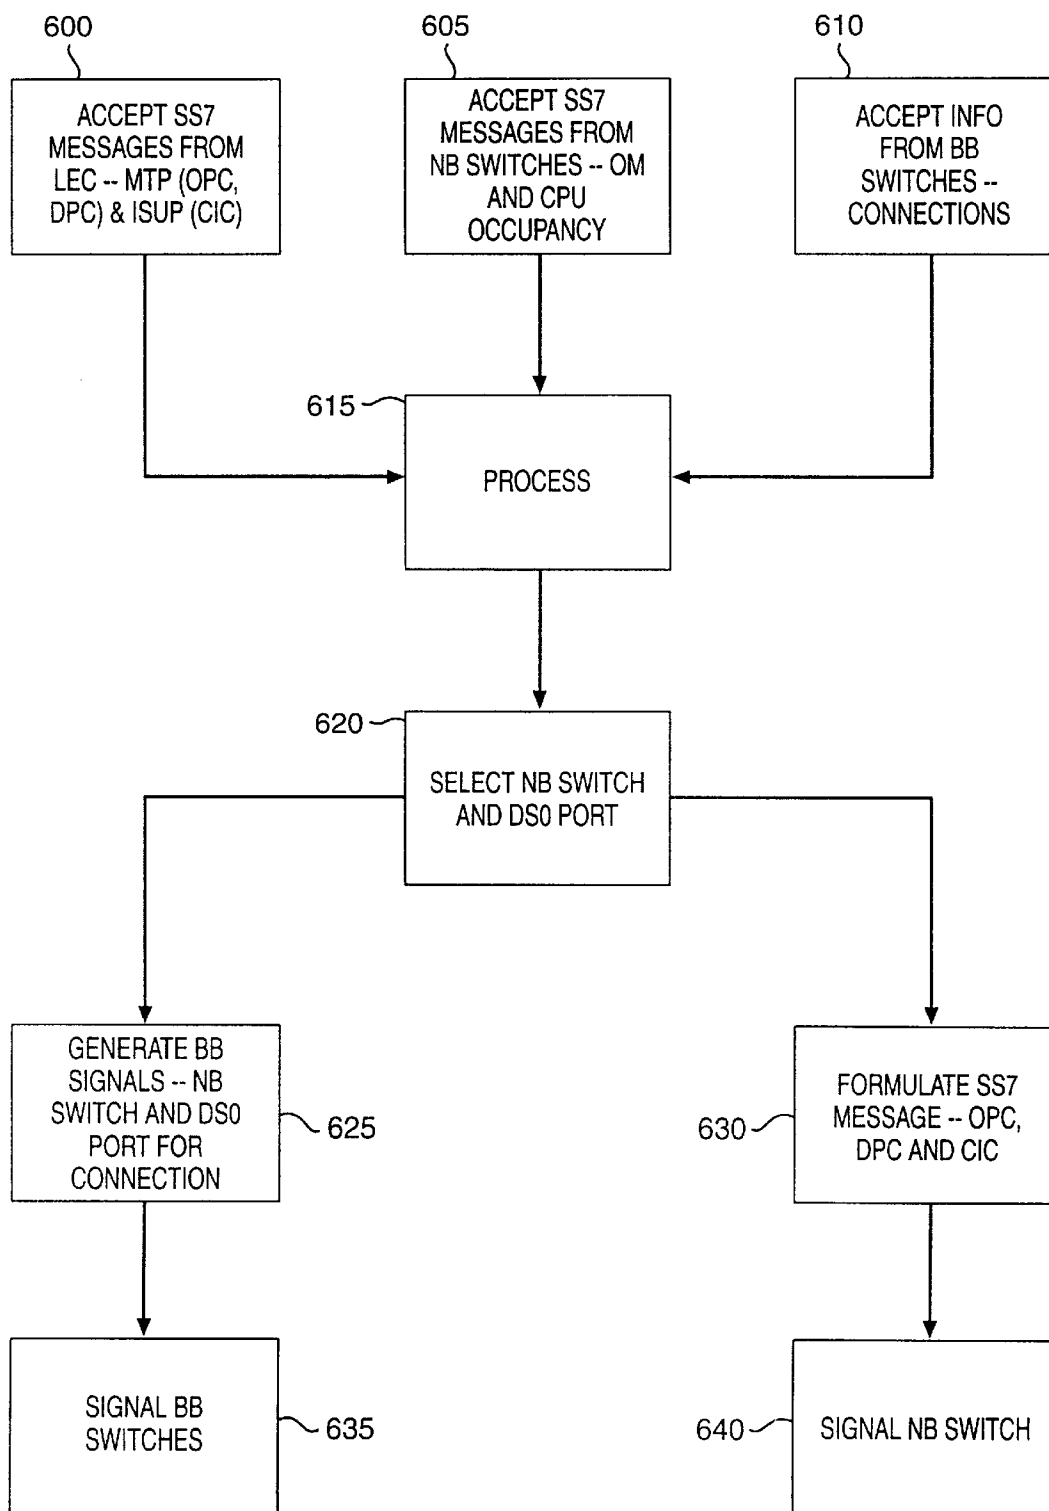 600
605
610
ACCEPT SS7
MESSAGES FROM
LEC -- MTP (OPC,
DPC) & ISUP (CIC)
ACCEPT SS7
MESSAGES FROM
NB SWITCHES -- OM
AND CPU
OCCUPANCY
ACCEPT INFO
FROM BB
SWITCHES --
CONNECTIONS
615
PROCESS
620
SELECT NB SWITCH
AND DS0 PORT
GENERATE BB
SIGNALS -- NB
SWITCH AND DS0
PORT FOR
CONNECTION
625
630
FORMULATE SS7
MESSAGE -- OPC,
DPC AND CIC
SIGNAL BB
SWITCHES
635
640
SIGNAL NB SWITCH